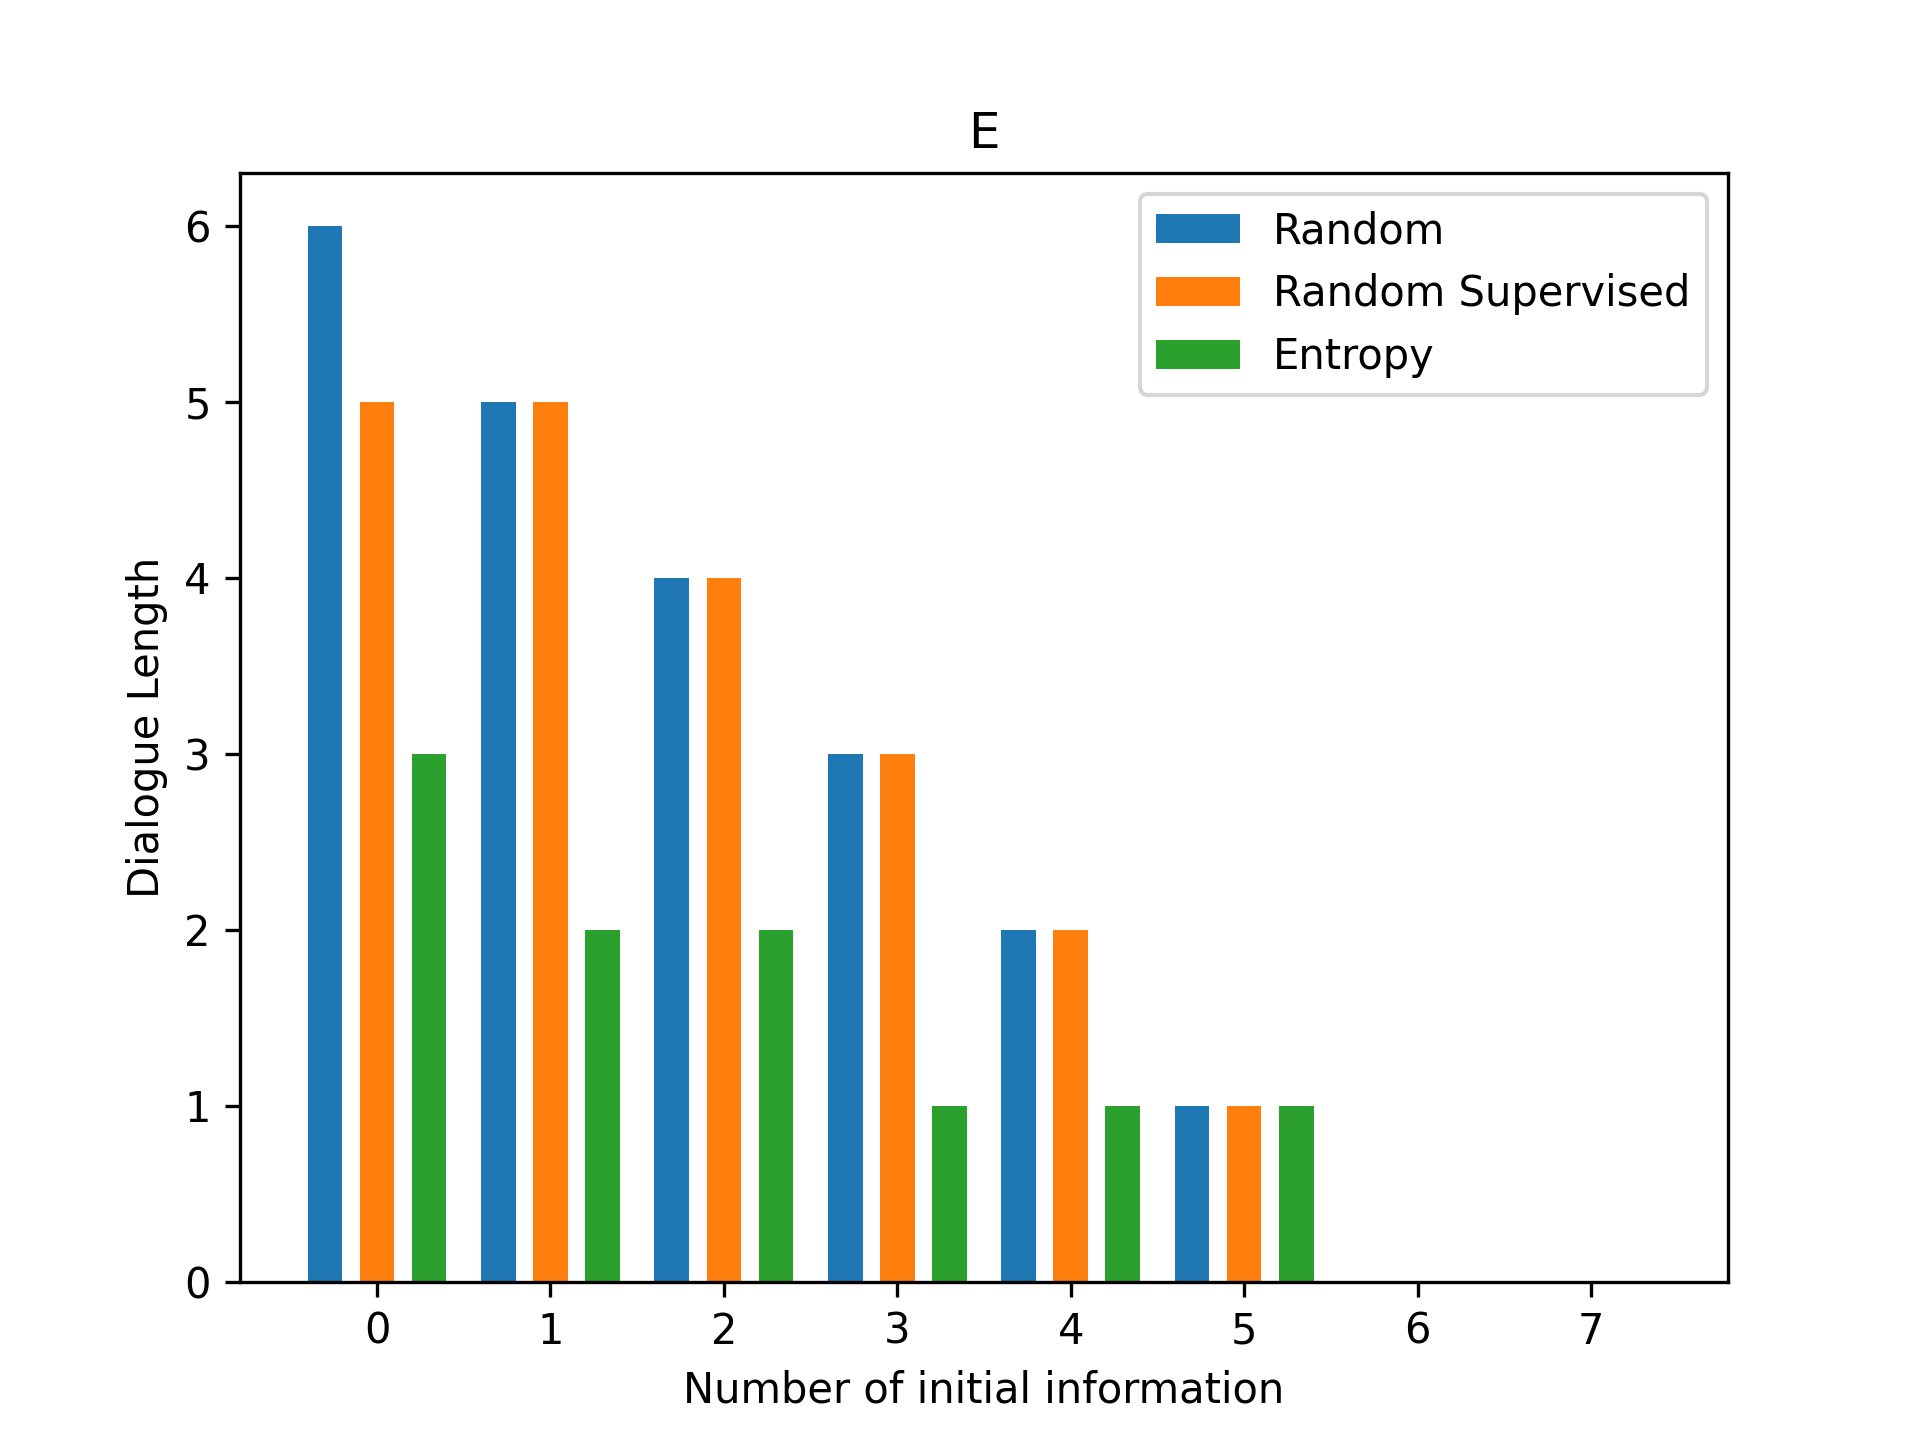 E
Random
Random Supervised
Entropy
6
5
4
3
2
1
0
Dialogue Length
0 1 2 3 4 5 6 7
Number of initial information